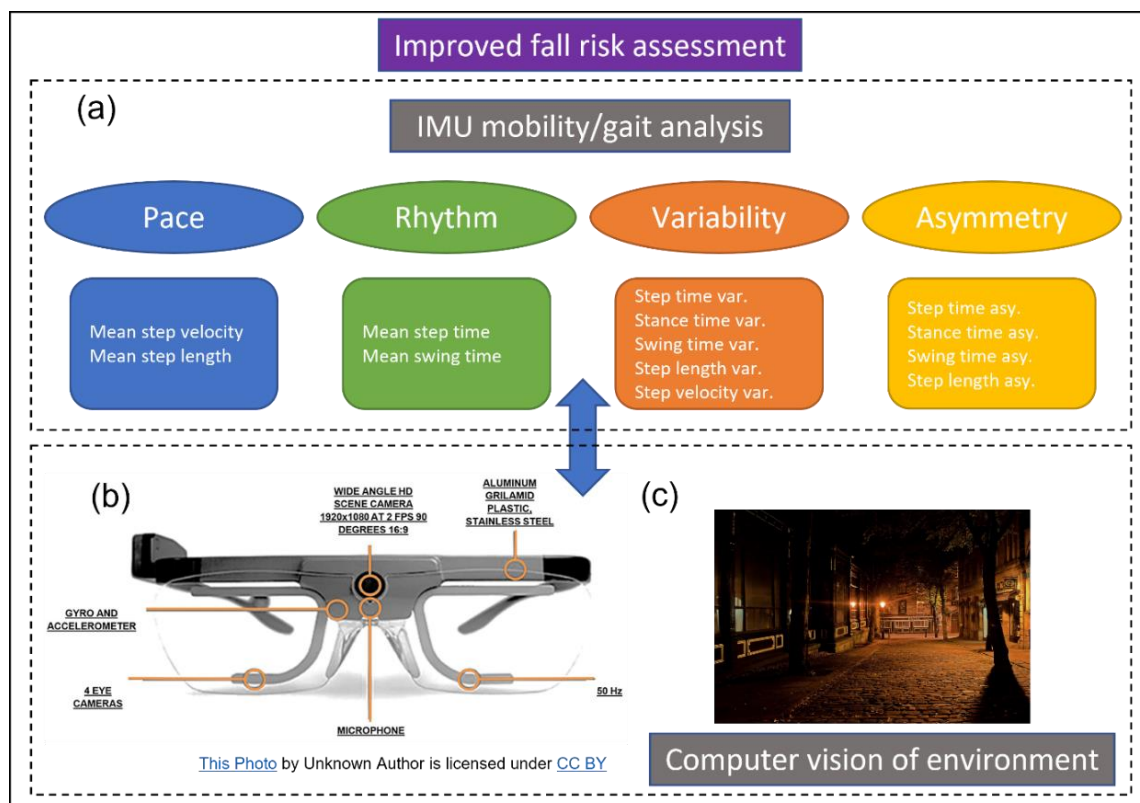 Improved fall risk assessment
(a)
IMU mobility/gait analysis
Pace
Rhythm
Variability
Asymmetry
Mean step velocity
Mean step length
Mean step time
Mean swing time
Step time var.
Stance time var.
Swing time var.
Step length var.
Step velocity var.
Step time asy.
Stance time asy.
Swing time asy.
Step length asy.
(b)
WIDE ANGLE HD
SCENE CAMERA
1920x1080 AT 2 FPS 90
DEGREES 16:9
ALUMINUM
GRILAMID
PLASTIC,
STAINLESS STEEL
GYRO AND
ACCELEROMETER
4 EYE
CAMERAS
MICROPHONE
50 Hz
This Photo by Unknown Author is licensed under CC BY
(c)
Computer vision of environment